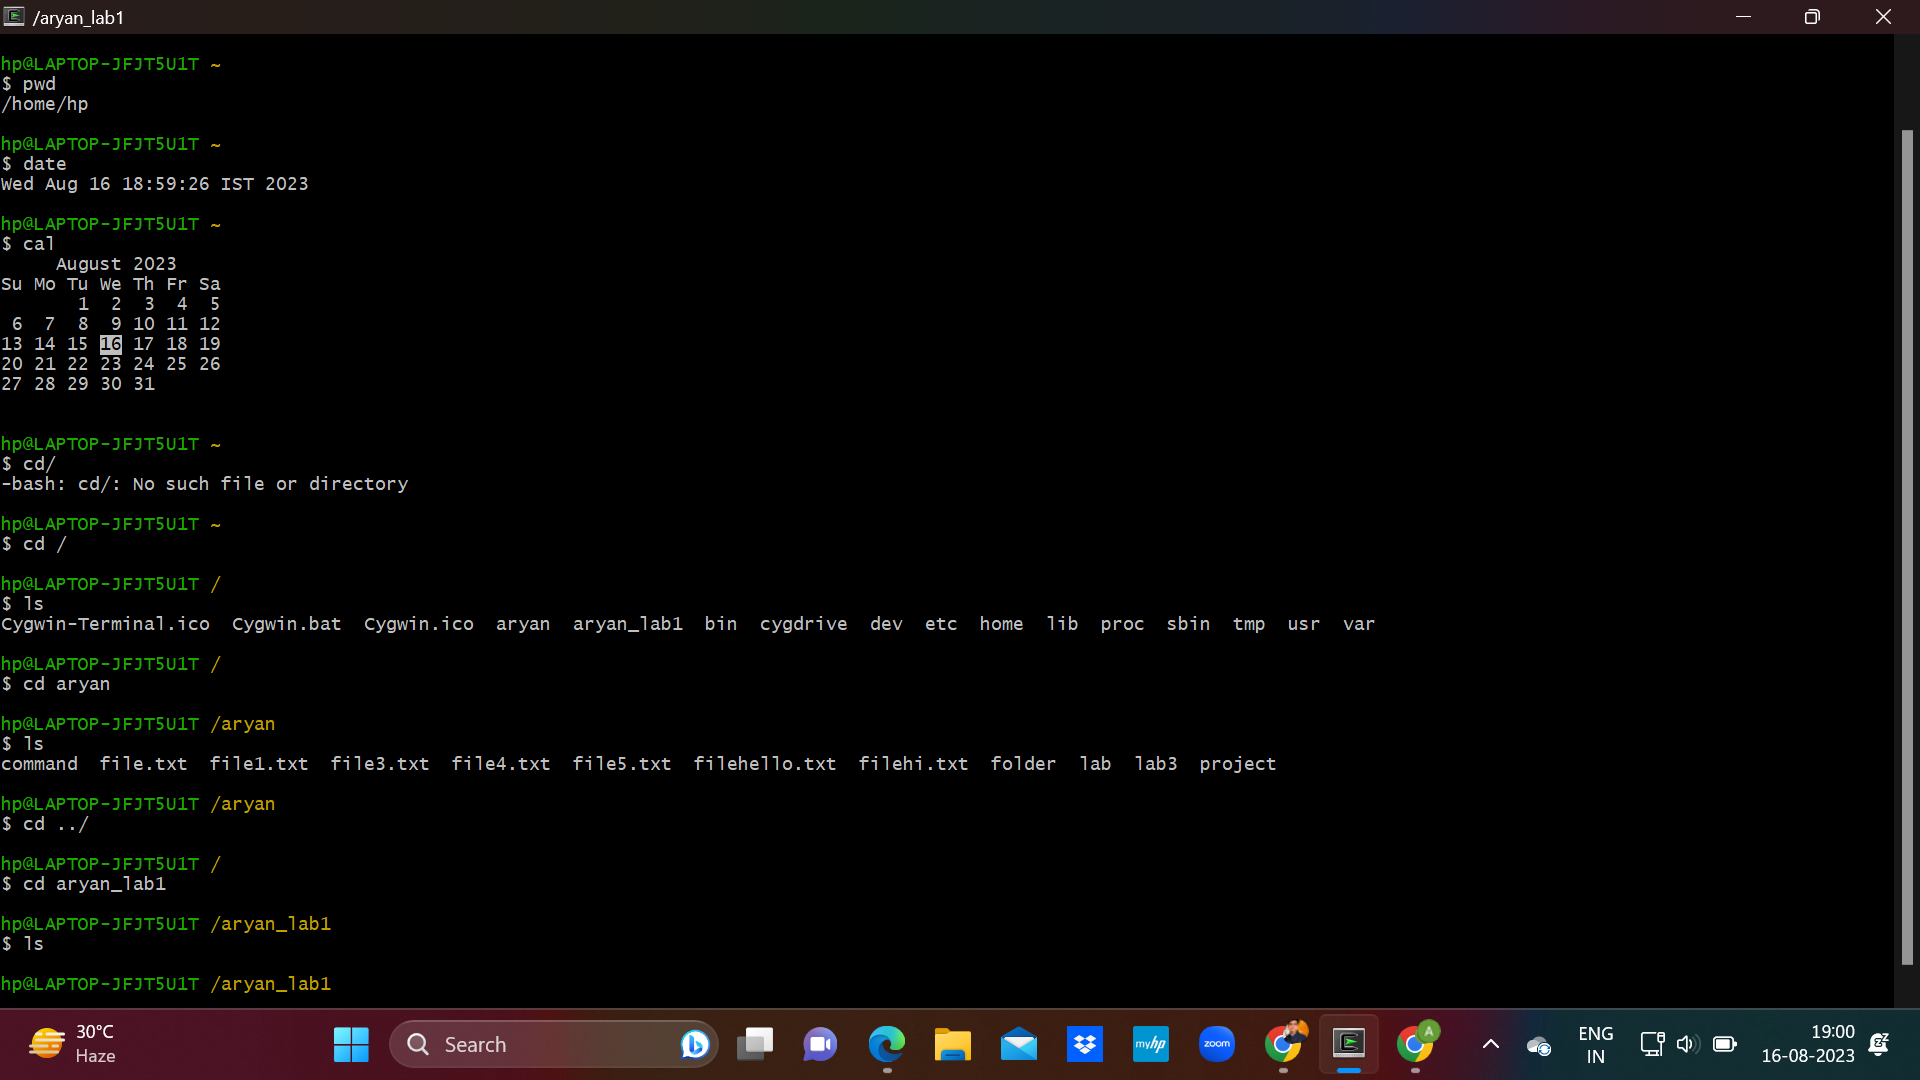 /aryan_lab1
hp@LAPTOP-JFJT5U1T ~
$ pwd
/home/hp
hp@LAPTOP-JFJT5U1T ~
$ date
Wed Aug 16 18:59:26 IST 2023
hp@LAPTOP-JFJT5U1T ~
$ cal
August 2023
Su Mo Tu We Th Fr Sa
1 2 3 4 5
6 7 8 9 10 11 12
13 14 15 16 17 18 19
20 21 22 23 24 25 26
27 28 29 30 31
hp@LAPTOP-JFJT5U1T ~
$ cd/
-bash: cd/: No such file or directory
hp@LAPTOP-JFJT5U1T ~
$ cd /
hp@LAPTOP-JFJT5U1T /
$ ls
Cygwin-Terminal.ico Cygwin.bat Cygwin.ico aryan aryan_lab1 bin cygdrive dev etc home lib proc sbin tmp usr var
hp@LAPTOP-JFJT5U1T /
$ cd aryan
hp@LAPTOP-JFJT5U1T /aryan
$ ls
command file.txt file1.txt file3.txt file4.txt file5.txt filehello.txt filehi.txt folder lab lab3 project
hp@LAPTOP-JFJT5U1T /aryan
$ cd ../
hp@LAPTOP-JFJT5U1T /
$ cd aryan_lab1
hp@LAPTOP-JFJT5U1T /aryan_lab1
$ ls
hp@LAPTOP-JFJT5U1T /aryan_lab1
30°C
Haze
Search
myhp
zoom
A
ENG
IN
19:00
16-08-2023